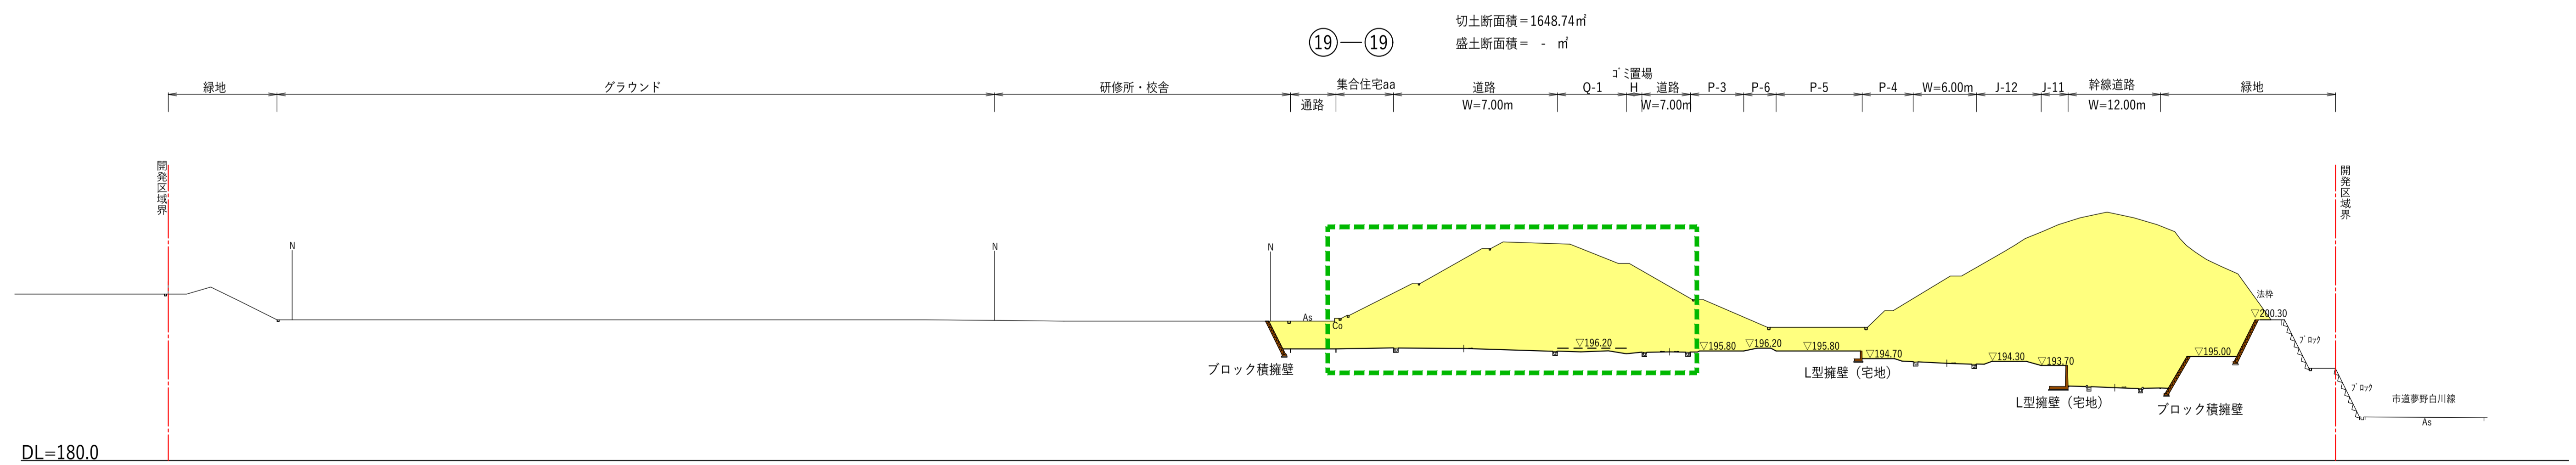 切土断面積＝1648.74㎡
⑲―⑲
盛土断面積＝ - ㎡
緑地
グラウンド
研修所・校舎
通路
集合住宅aa
道路
W=7.00m
Q-1
ゴミ置場
H
道路
W=7.00m
P-3
P-6
P-5
P-4
W=6.00m
J-12
J-11
幹線道路
W=12.00m
緑地
開発区域界
開発区域界
N
N
N
As
Co
▽196.20
▽195.80
▽196.20
▽195.80
▽194.70
▽194.30
▽193.70
▽195.00
▽200.30
法枠
ブロック
ブロック
ブロック積擁壁
L型擁壁（宅地）
L型擁壁（宅地）
ブロック積擁壁
市道夢野白川線
As
DL=180.0